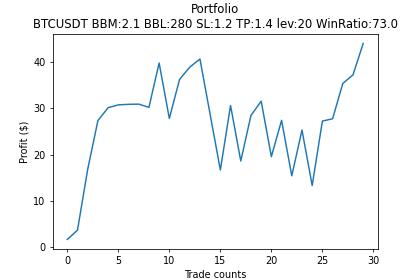 Portfolio
BTCUSDT BBM:2.1 BBL:280 SL:1.2 TP:1.4 lev:20 WinRatio:73.0
Profit ($)
40
30
20
10
0
0 5 10 15 20 25 30
Trade counts